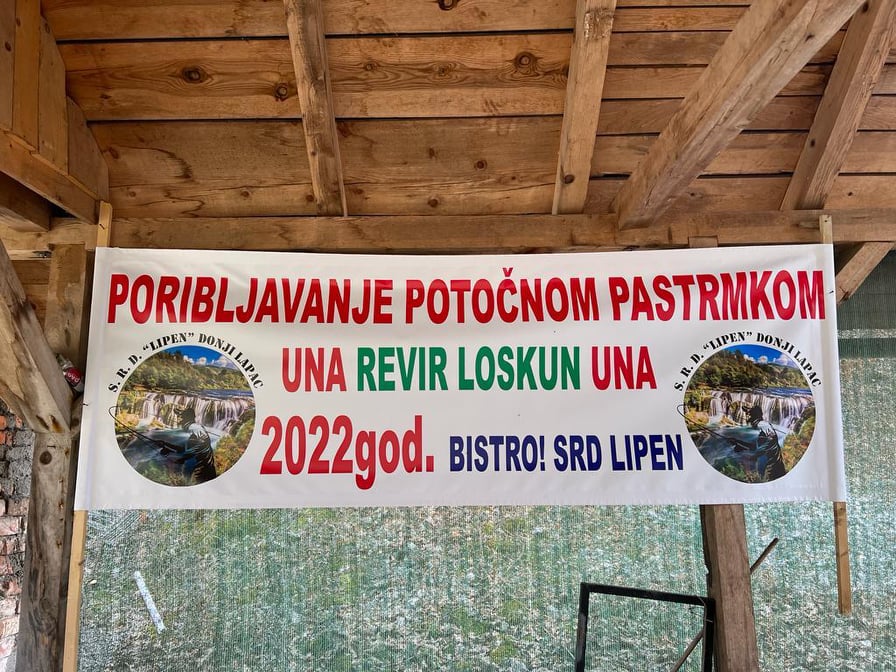 PORIBLJAVANJE POTOČNOM PASTRMKOM
S. R. D. “LIPEN” DONJI LAPAC
UNA REVIR LOSKUN UNA
S. R. D. “LIPEN” DONJI LAPAC
2022god. BISTRO! SRD LIPEN